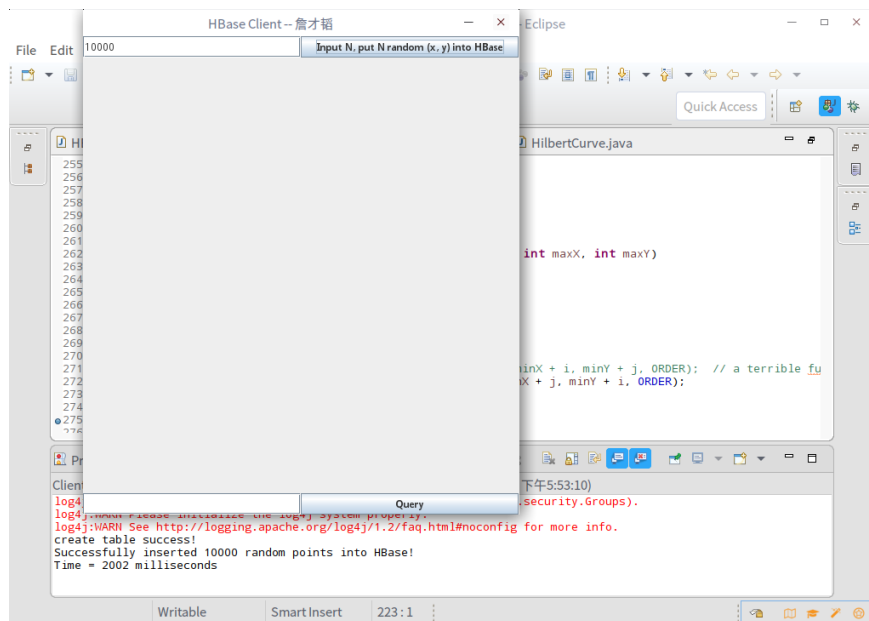 HBase Client -- 詹才韬
- Eclipse
File Edit
10000
Input N, put N random (x, y) into HBase
Quick Access
HilbertCurve.java
255
256
257
258
259
260
261
262 int maxX, int maxY)
263
264
265
266
267
268
269
270
271 inX + i, minY + j, ORDER); // a terrible fu
272 X + j, minY + i, ORDER);
273
274
275
276
Pr
Client
下午5:53:10)
Query
log4 .security.Groups).
log4j:WARN Please initialize the log4j system properly.
log4j:WARN See http://logging.apache.org/log4j/1.2/faq.html#noconfig for more info.
create table success!
Successfully inserted 10000 random points into HBase!
Time = 2002 milliseconds
Writable
Smart Insert
223 : 1